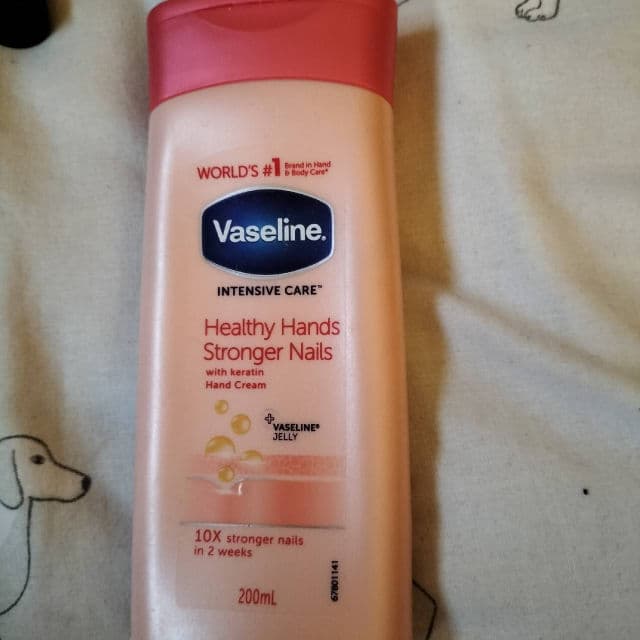 WORLD'S #1 Brand in Hand
& Body Care*
Vaseline.
INTENSIVE CARE™
Healthy Hands
Stronger Nails
with keratin
Hand Cream
+VASELINE®
JELLY
10X stronger nails
in 2 weeks
200mL
67801141